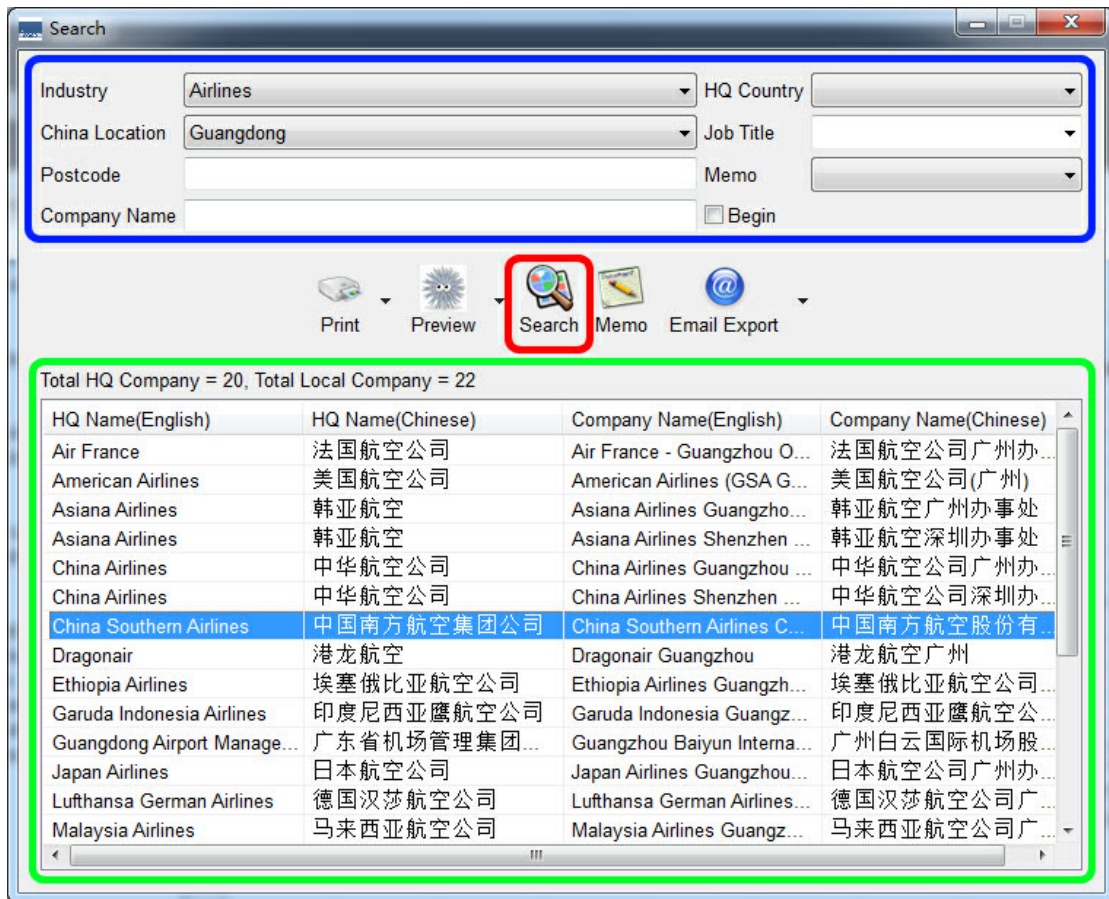 Search
Industry Airlines HQ Country
China Location Guangdong Job Title
Postcode Memo
Company Name Begin
Print Preview Search Memo Email Export
Total HQ Company = 20, Total Local Company = 22
HQ Name(English) HQ Name(Chinese) Company Name(English) Company Name(Chinese)
Air France 法国航空公司 Air France - Guangzhou O... 法国航空公司广州办...
American Airlines 美国航空公司 American Airlines (GSA G... 美国航空公司(广州)
Asiana Airlines 韩亚航空 Asiana Airlines Guangzho... 韩亚航空广州办事处
Asiana Airlines 韩亚航空 Asiana Airlines Shenzhen ... 韩亚航空深圳办事处
China Airlines 中华航空公司 China Airlines Guangzhou ... 中华航空公司广州办...
China Airlines 中华航空公司 China Airlines Shenzhen ... 中华航空公司深圳办...
China Southern Airlines 中国南方航空集团公司 China Southern Airlines C... 中国南方航空股份有...
Dragonair 港龙航空 Dragonair Guangzhou 港龙航空广州
Ethiopia Airlines 埃塞俄比亚航空公司 Ethiopia Airlines Guangzh... 埃塞俄比亚航空公司...
Garuda Indonesia Airlines 印度尼西亚鹰航空公司 Garuda Indonesia Guangz... 印度尼西亚鹰航空公...
Guangdong Airport Manage... 广东省机场管理集团... Guangzhou Baiyun Interna... 广州白云国际机场股...
Japan Airlines 日本航空公司 Japan Airlines Guangzhou... 日本航空公司广州办...
Lufthansa German Airlines 德国汉莎航空公司 Lufthansa German Airlines... 德国汉莎航空公司广...
Malaysia Airlines 马来西亚航空公司 Malaysia Airlines Guangz... 马来西亚航空公司广...